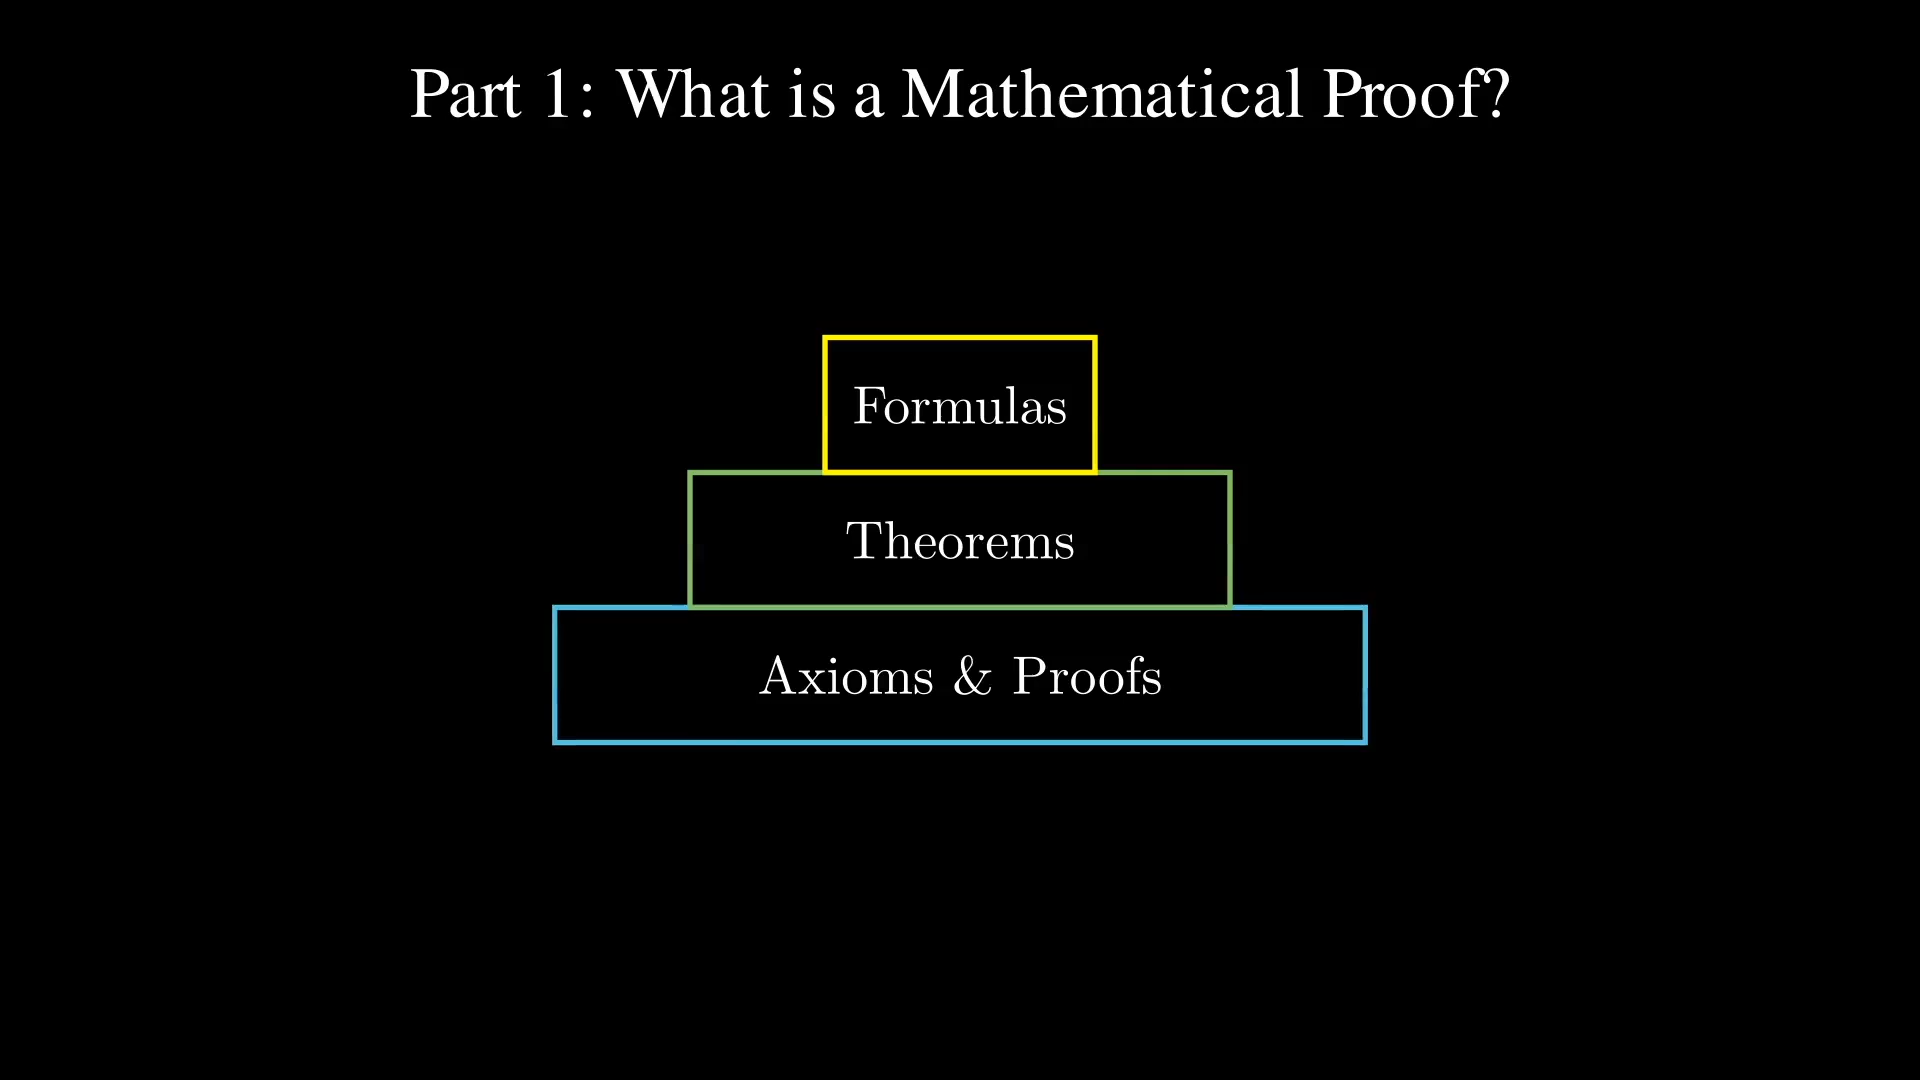 Part 1: What is a Mathematical Proof?
Formulas
Theorems
Axioms & Proofs